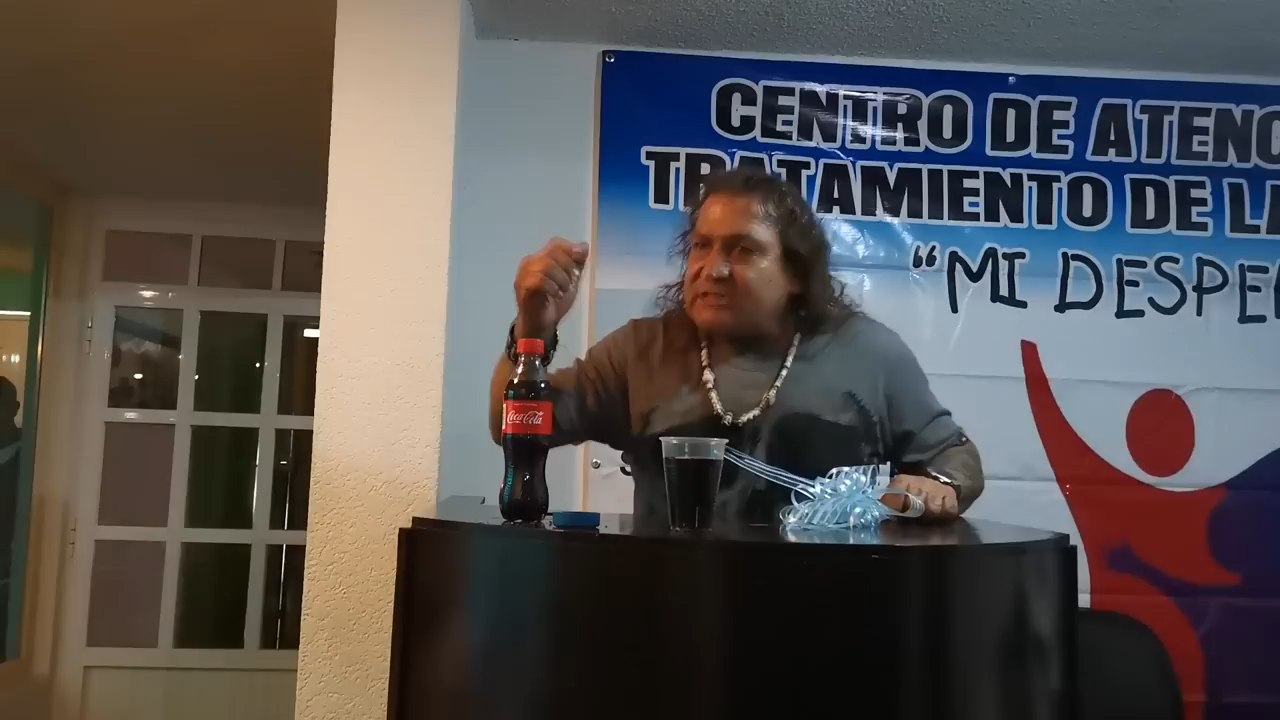 CENTRO DE ATENC
TRATAMIENTO DE LA
"MI DESPE
Coca-Cola